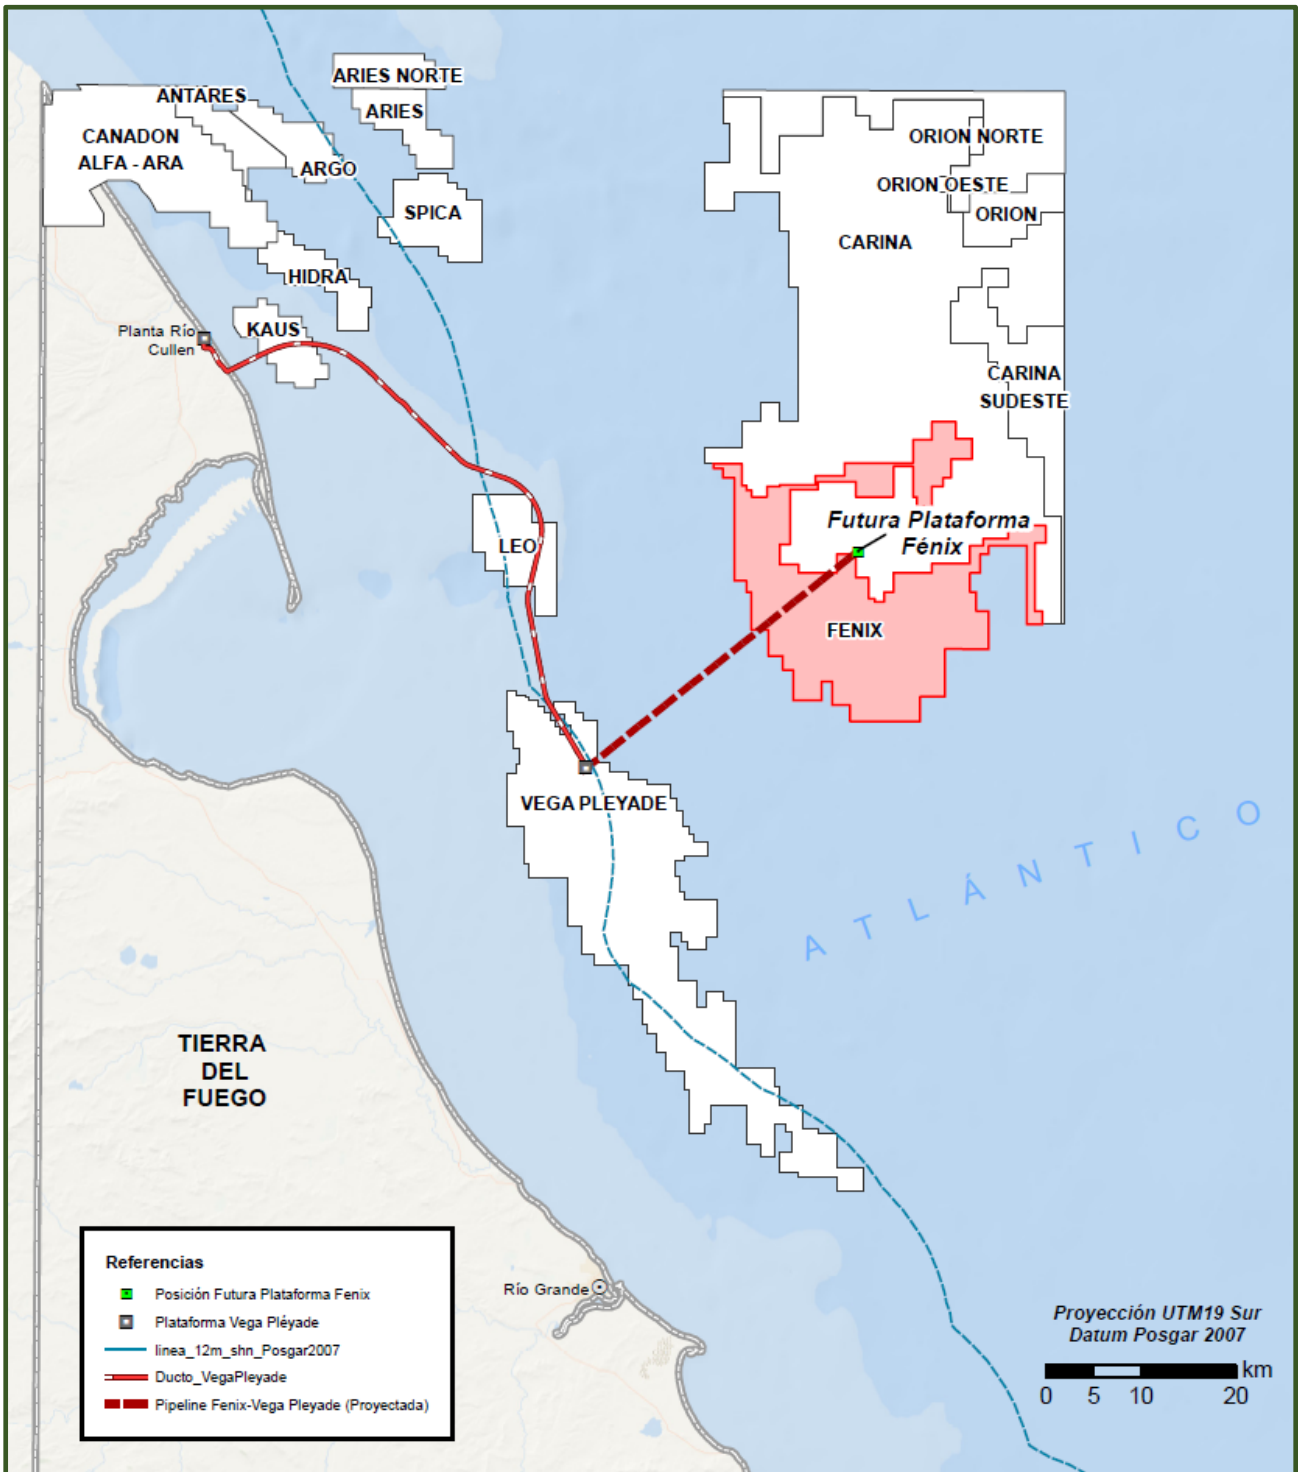 ARIES NORTE
ANTARES
ARIES
CANADON
ALFA - ARA
ARGO
SPICA
HIDRA
KAUS
Planta Río
Cullen
ORION NORTE
ORION OESTE
ORION
CARINA
CARINA
SUDESTE
LEO
Futura Plataforma
Fénix
FENIX
VEGA PLEYADE
ATLÁNTICO
TIERRA
DEL
FUEGO
Río Grande
Referencias
Posición Futura Plataforma Fenix
Plataforma Vega Pléyade
linea_12m_shn_Posgar2007
Ducto_VegaPleyade
Pipeline Fenix-Vega Pleyade (Proyectada)
Proyección UTM19 Sur
Datum Posgar 2007
km
0 5 10 20